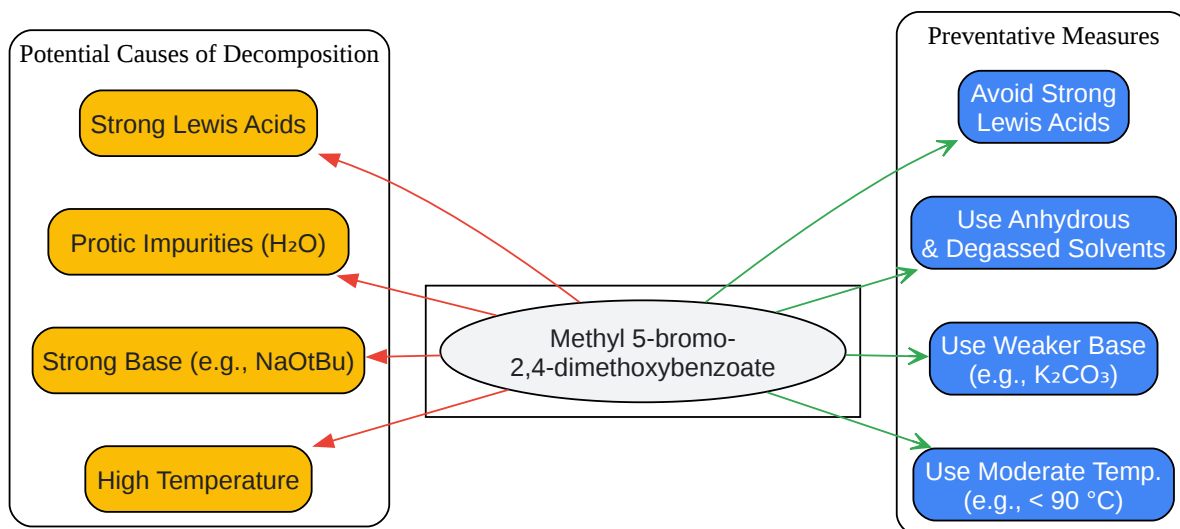 Potential Causes of Decomposition
Strong Lewis Acids
Protic Impurities (H₂O)
Strong Base (e.g., NaOtBu)
High Temperature
Methyl 5-bromo-
2,4-dimethoxybenzoate
Preventative Measures
Avoid Strong
Lewis Acids
Use Anhydrous
& Degassed Solvents
Use Weaker Base
(e.g., K₂CO₃)
Use Moderate Temp.
(e.g., < 90 °C)